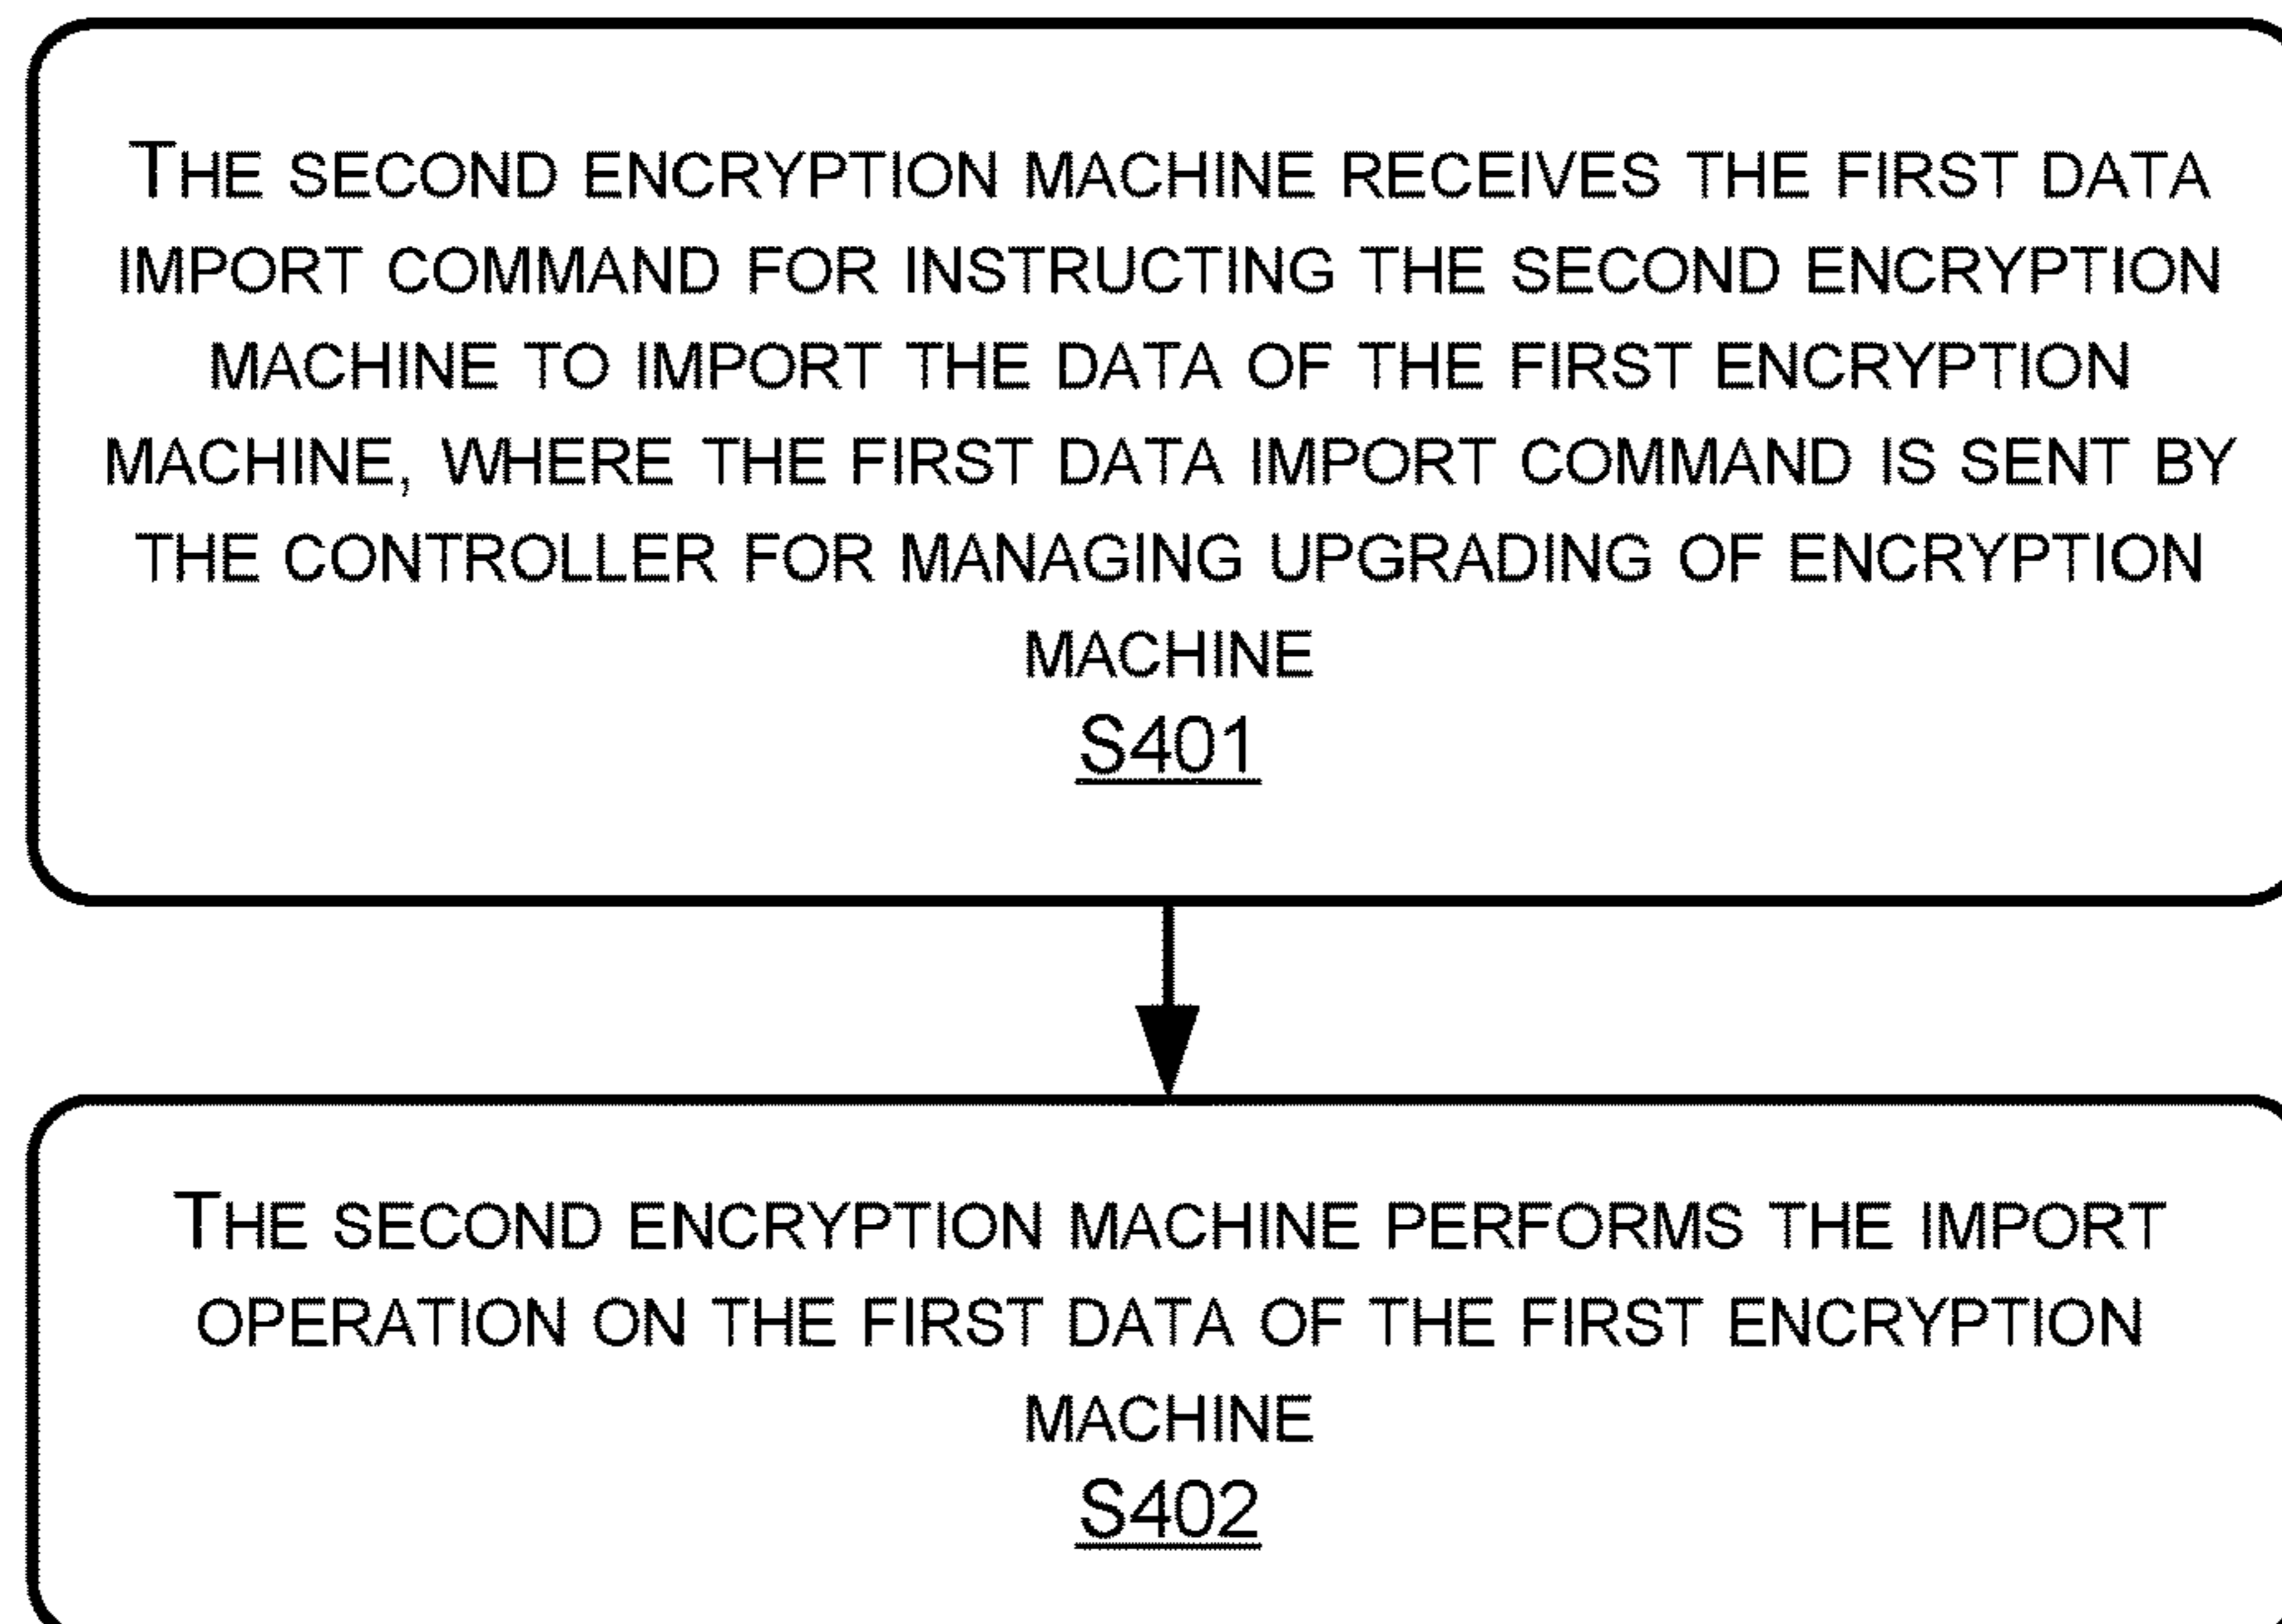 THE SECOND ENCRYPTION MACHINE RECEIVES THE FIRST DATA
IMPORT COMMAND FOR INSTRUCTING THE SECOND ENCRYPTION
MACHINE TO IMPORT THE DATA OF THE FIRST ENCRYPTION
MACHINE, WHERE THE FIRST DATA IMPORT COMMAND IS SENT BY
THE CONTROLLER FOR MANAGING UPGRADING OF ENCRYPTION
MACHINE
S401
THE SECOND ENCRYPTION MACHINE PERFORMS THE IMPORT
OPERATION ON THE FIRST DATA OF THE FIRST ENCRYPTION
MACHINE
S402